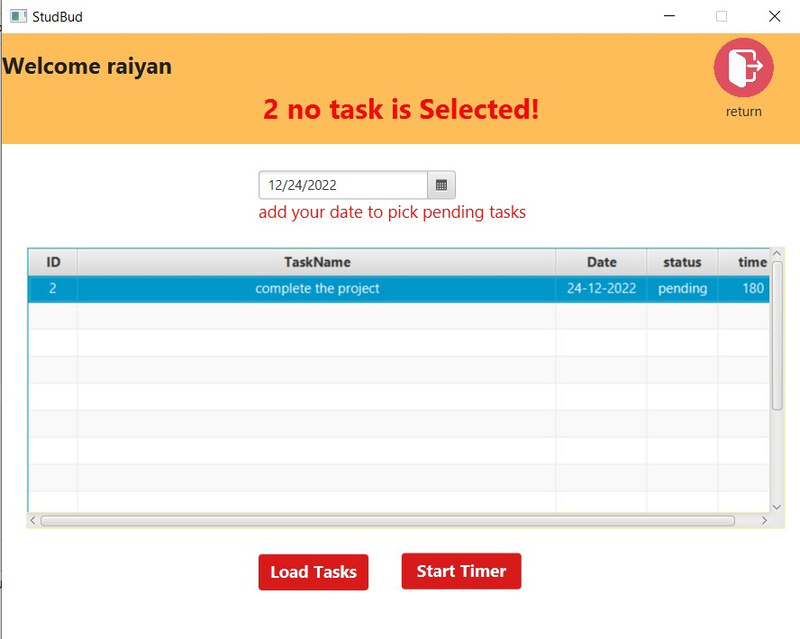 StudBud
Welcome raiyan
2 no task is Selected!
return
12/24/2022
add your date to pick pending tasks
ID TaskName Date status time
2 complete the project 24-12-2022 pending 180
Load Tasks Start Timer